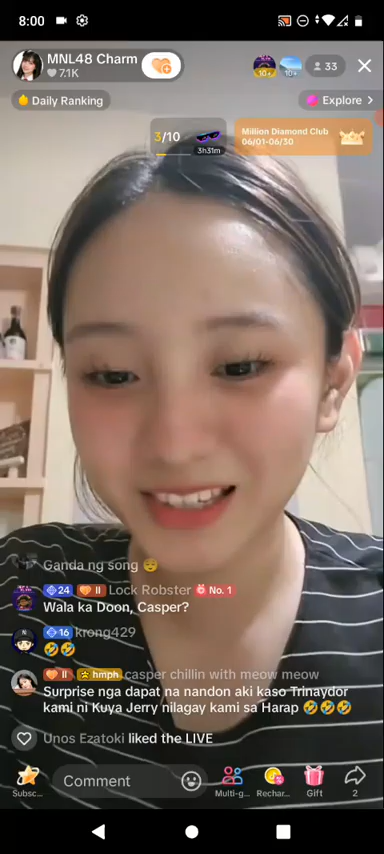 8:00
MNL48 Charm
7.1K
10+
10+
33
Daily Ranking
Explore >
3/10
3h31m
Million Diamond Club
06/01-06/30
Ganda ng song 😌
24 II Lock Robster No. 1
Wala ka Doon, Casper?
16 krong429
🤣🤣
II hmph casper chillin with meow meow
Surprise nga dapat na nandon aki kaso Trinaydor
kami ni Kuya Jerry nilagay kami sa Harap 🤣🤣🤣
Unos Ezatoki liked the LIVE
Comment
Subsc...
Multi-g...
Rechar...
Gift
2